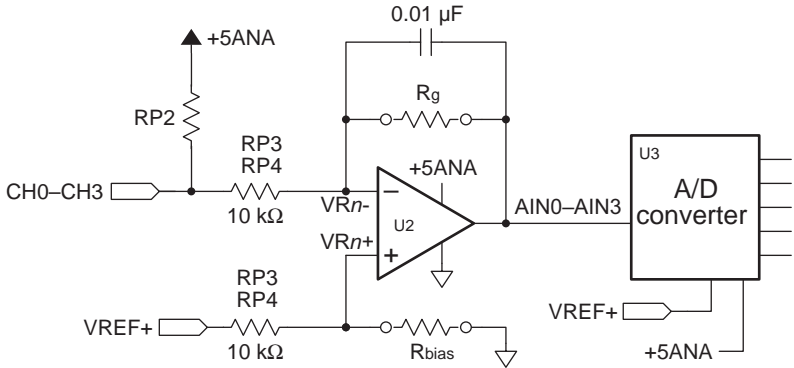 0.01 µF
+5ANA
Rg
RP2
RP3
RP4
U3
A/D
converter
+5ANA
CH0–CH3
10 kΩ
VRn-
U2
AIN0–AIN3
VRn+
RP3
RP4
VREF+
VREF+
10 kΩ
Rbias
+5ANA